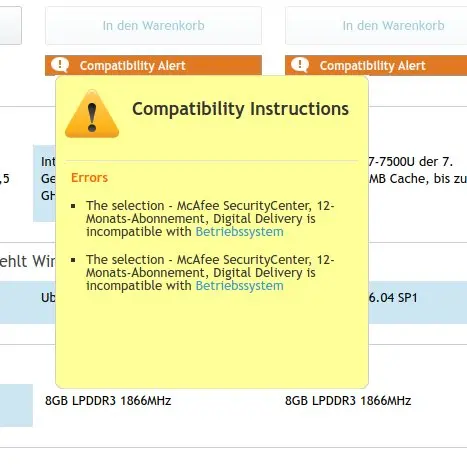 In den Warenkorb
In den Warenkorb
Compatibility Alert
Compatibility Alert
Compatibility Instructions
Errors
The selection - McAfee SecurityCenter, 12-
Monats-Abonnement, Digital Delivery is
incompatible with Betriebssystem
The selection - McAfee SecurityCenter, 12-
Monats-Abonnement, Digital Delivery is
incompatible with Betriebssystem
Int
7-7500U der 7.
,5
Ge
MB Cache, bis zu
GH
ehlt Win
Ub
6.04 SP1
8GB LPDDR3 1866MHz
8GB LPDDR3 1866MHz